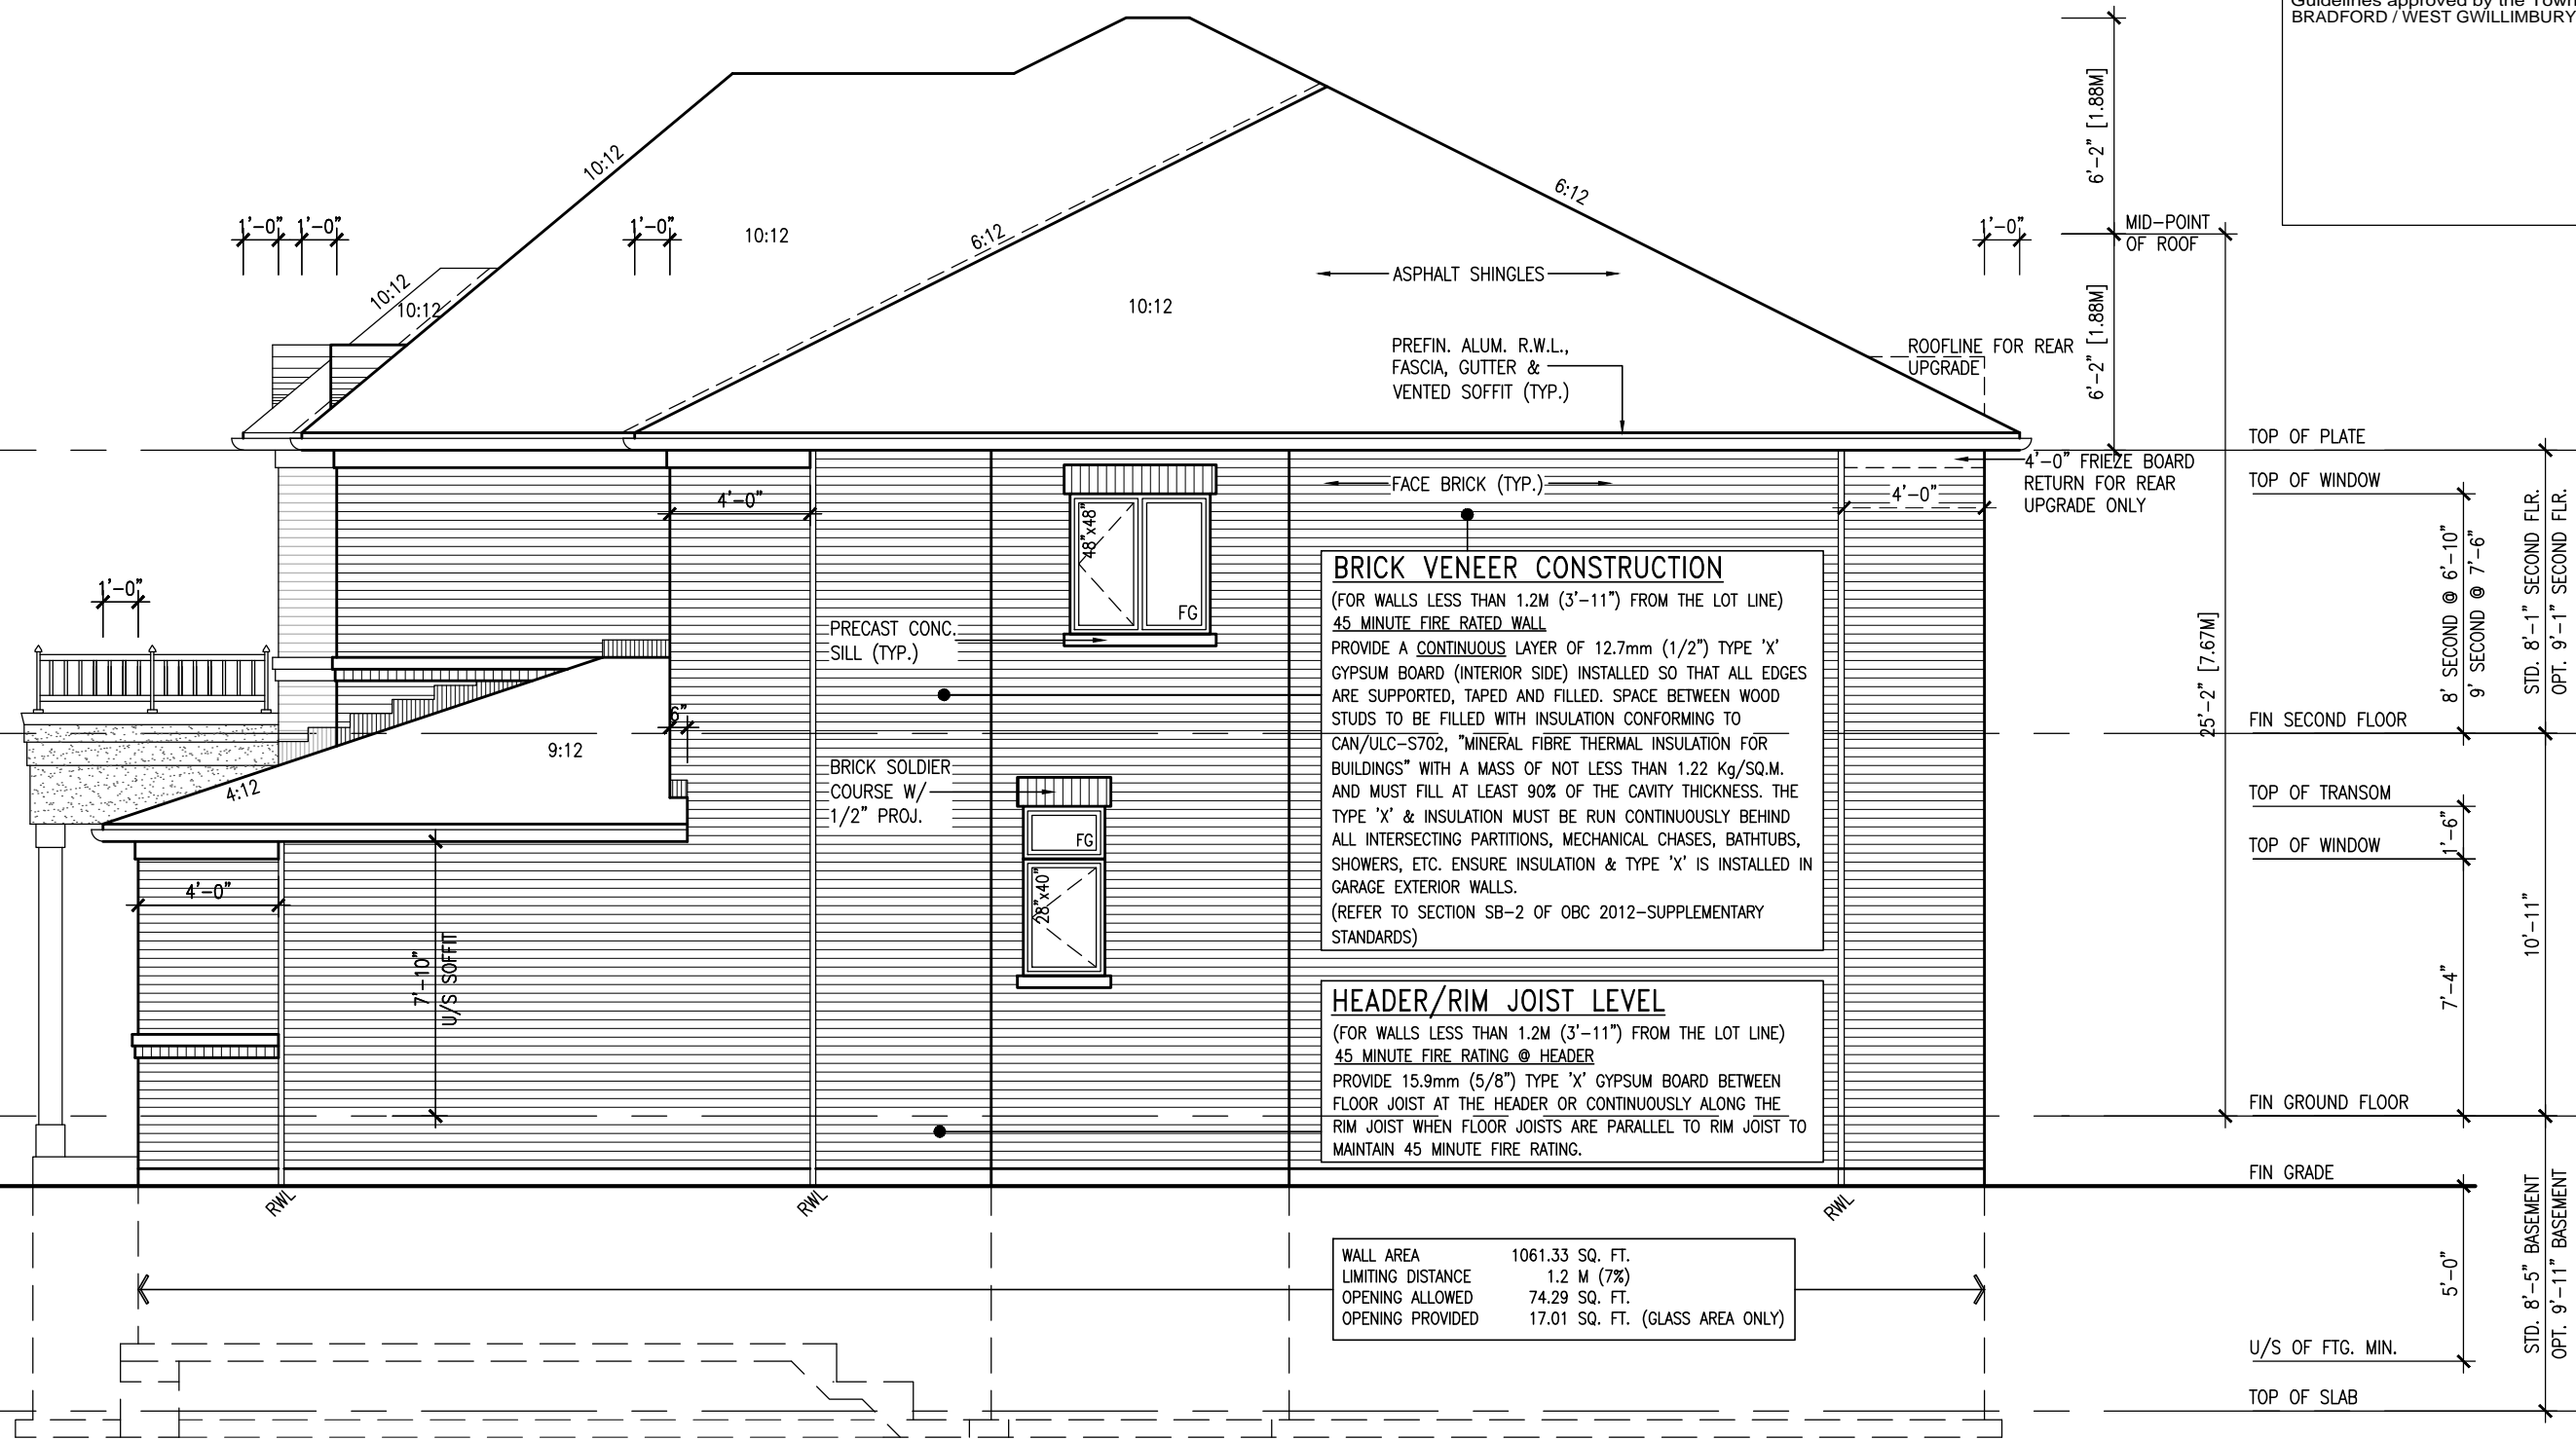 Guidelines approved by the Town
BRADFORD / WEST GWILLIMBURY
6'-2" [1.88M]
10:12
6:12
1'-0" 1'-0"
1'-0"
10:12
6:12
1'-0"
MID-POINT
OF ROOF
ASPHALT SHINGLES
10:12
10:12
10:12
6'-2" [1.88M]
PREFIN. ALUM. R.W.L.,
FASCIA, GUTTER &
VENTED SOFFIT (TYP.)
ROOFLINE FOR REAR
UPGRADE
TOP OF PLATE
4'-0" FRIEZE BOARD
RETURN FOR REAR
UPGRADE ONLY
TOP OF WINDOW
FACE BRICK (TYP.)
4'-0"
4'-0"
48"x48"
FG
1'-0"
PRECAST CONC.
SILL (TYP.)
BRICK VENEER CONSTRUCTION
(FOR WALLS LESS THAN 1.2M (3'-11") FROM THE LOT LINE)
45 MINUTE FIRE RATED WALL
PROVIDE A CONTINUOUS LAYER OF 12.7mm (1/2") TYPE 'X'
GYPSUM BOARD (INTERIOR SIDE) INSTALLED SO THAT ALL EDGES
ARE SUPPORTED, TAPED AND FILLED. SPACE BETWEEN WOOD
STUDS TO BE FILLED WITH INSULATION CONFORMING TO
CAN/ULC-S702, "MINERAL FIBRE THERMAL INSULATION FOR
BUILDINGS" WITH A MASS OF NOT LESS THAN 1.22 Kg/SQ.M.
AND MUST FILL AT LEAST 90% OF THE CAVITY THICKNESS. THE
TYPE 'X' & INSULATION MUST BE RUN CONTINUOUSLY BEHIND
ALL INTERSECTING PARTITIONS, MECHANICAL CHASES, BATHTUBS,
SHOWERS, ETC. ENSURE INSULATION & TYPE 'X' IS INSTALLED IN
GARAGE EXTERIOR WALLS.
(REFER TO SECTION SB-2 OF OBC 2012-SUPPLEMENTARY
STANDARDS)
25'-2" [7.67M]
8' SECOND @ 6'-10"
9' SECOND @ 7'-6"
STD. 8'-1" SECOND FLR.
OPT. 9'-1" SECOND FLR.
6"
FIN SECOND FLOOR
9:12
4:12
BRICK SOLDIER
COURSE W/
1/2" PROJ.
TOP OF TRANSOM
1'-6"
TOP OF WINDOW
FG
28"x40"
4'-0"
7'-10"
U/S SOFFIT
10'-11"
7'-4"
HEADER/RIM JOIST LEVEL
(FOR WALLS LESS THAN 1.2M (3'-11") FROM THE LOT LINE)
45 MINUTE FIRE RATING @ HEADER
PROVIDE 15.9mm (5/8") TYPE 'X' GYPSUM BOARD BETWEEN
FLOOR JOIST AT THE HEADER OR CONTINUOUSLY ALONG THE
RIM JOIST WHEN FLOOR JOISTS ARE PARALLEL TO RIM JOIST TO
MAINTAIN 45 MINUTE FIRE RATING.
FIN GROUND FLOOR
FIN GRADE
RWL
RWL
RWL
WALL AREA 1061.33 SQ. FT.
LIMITING DISTANCE 1.2 M (7%)
OPENING ALLOWED 74.29 SQ. FT.
OPENING PROVIDED 17.01 SQ. FT. (GLASS AREA ONLY)
5'-0"
STD. 8'-5" BASEMENT
OPT. 9'-11" BASEMENT
U/S OF FTG. MIN.
TOP OF SLAB